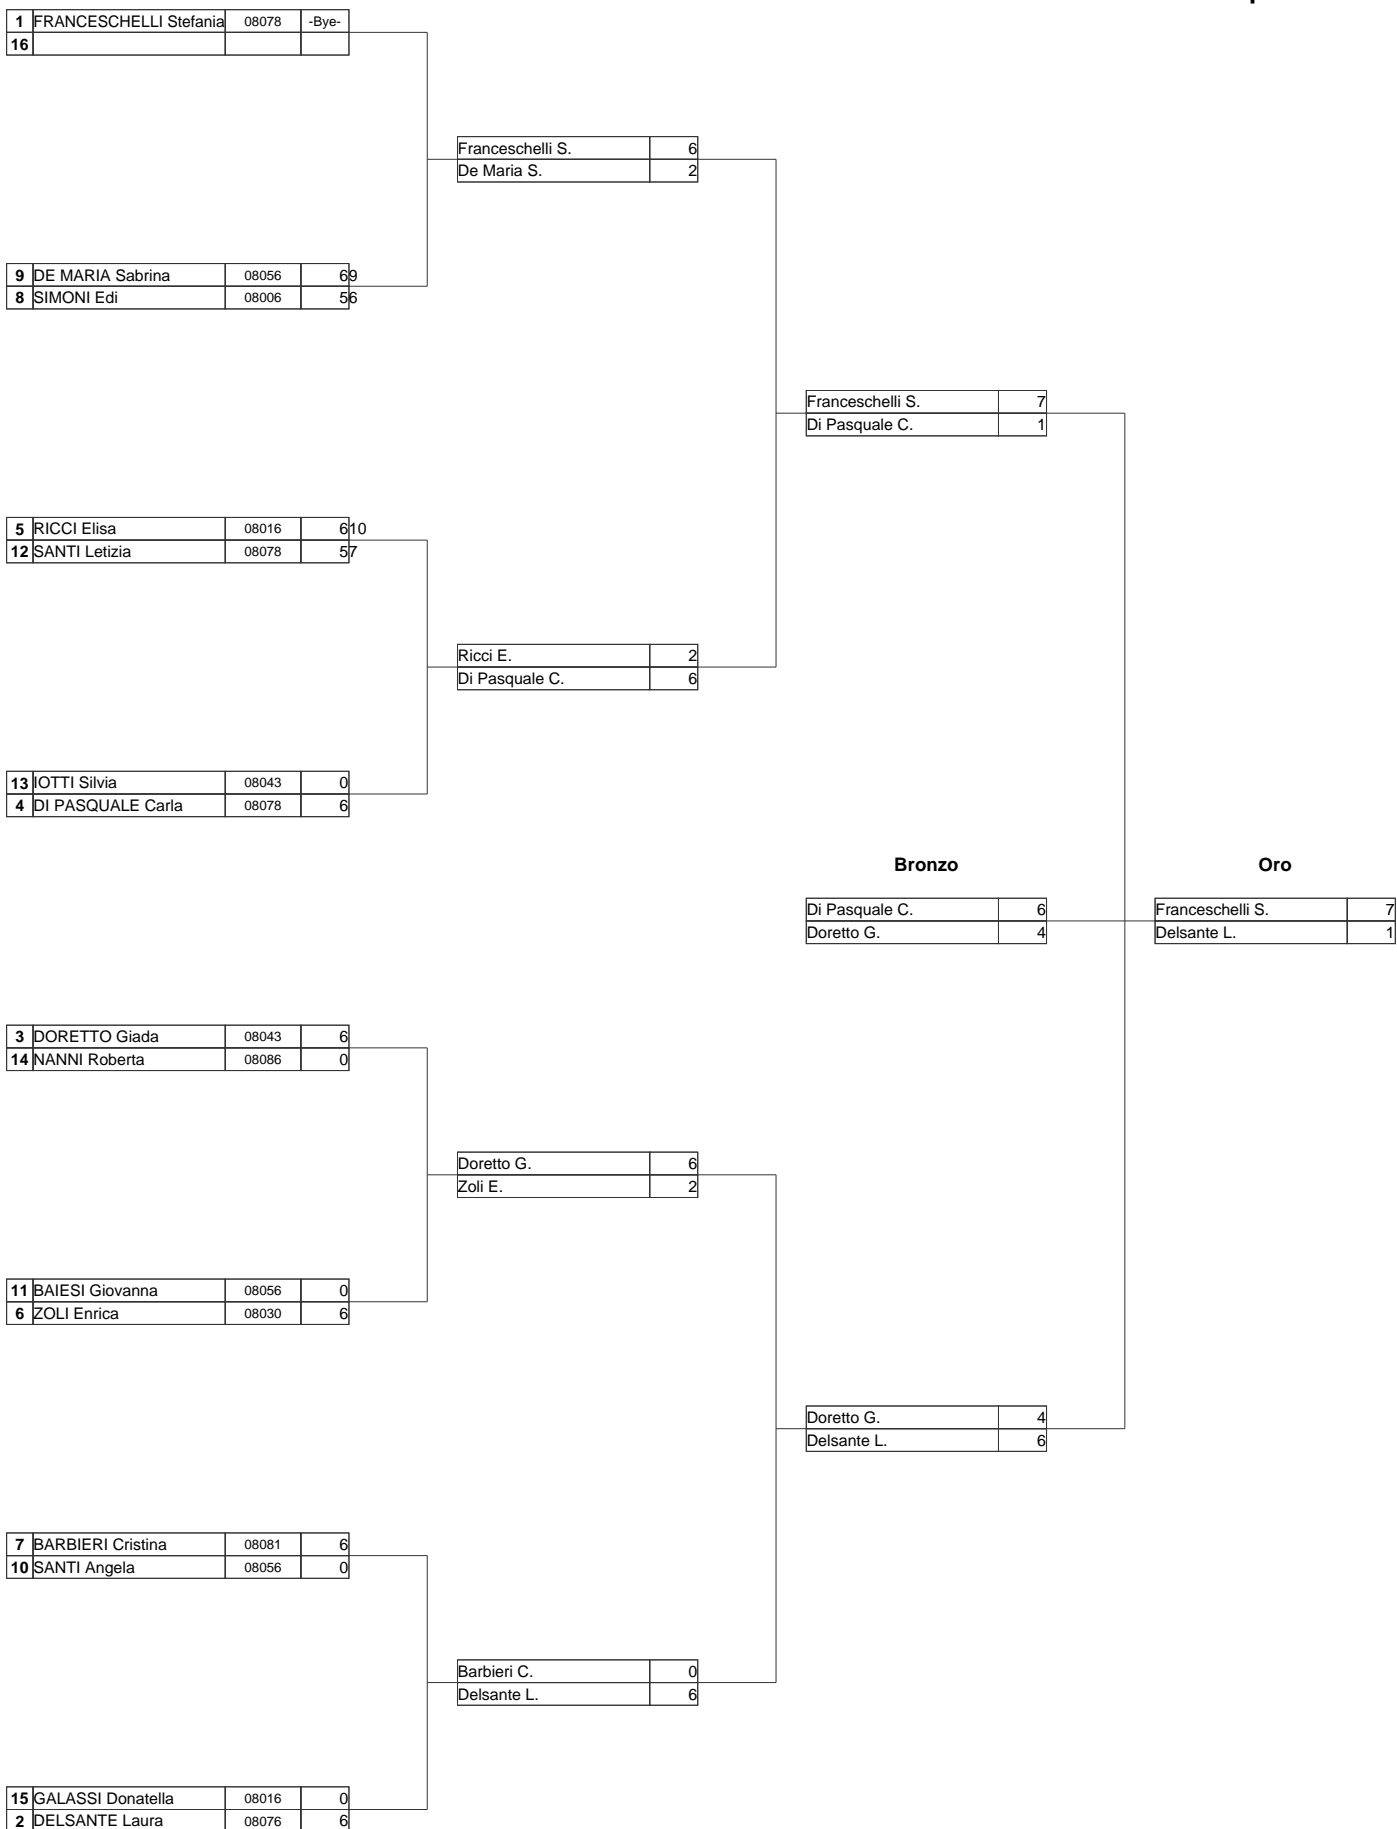 1 FRANCESCHELLI Stefania 08078 -Bye-
16
Franceschelli S. 6
De Maria S. 2
9 DE MARIA Sabrina 08056 69
8 SIMONI Edi 08006 56
Franceschelli S. 7
Di Pasquale C. 1
5 RICCI Elisa 08016 610
12 SANTI Letizia 08078 57
Ricci E. 2
Di Pasquale C. 6
13 IOTTI Silvia 08043 0
4 DI PASQUALE Carla 08078 6
Bronzo Oro
Di Pasquale C. 6 Franceschelli S. 7
Doretto G. 4 Delsante L. 1
3 DORETTO Giada 08043 6
14 NANNI Roberta 08086 0
Doretto G. 6
Zoli E. 2
11 BAIESI Giovanna 08056 0
6 ZOLI Enrica 08030 6
Doretto G. 4
Delsante L. 6
7 BARBIERI Cristina 08081 6
10 SANTI Angela 08056 0
Barbieri C. 0
Delsante L. 6
15 GALASSI Donatella 08016 0
2 DELSANTE Laura 08076 6